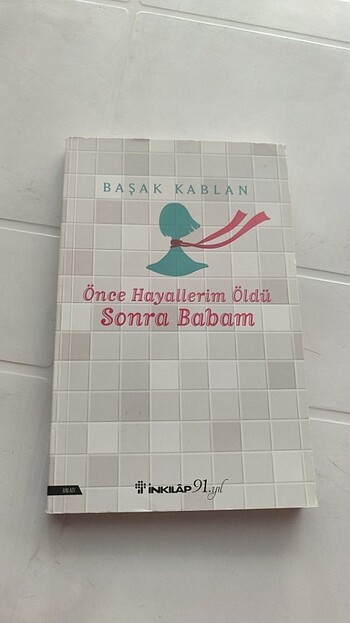 BAŞAK KABLAN
Önce Hayallerim Öldü
Sonra Babam
İNKILÂP 91.yıl